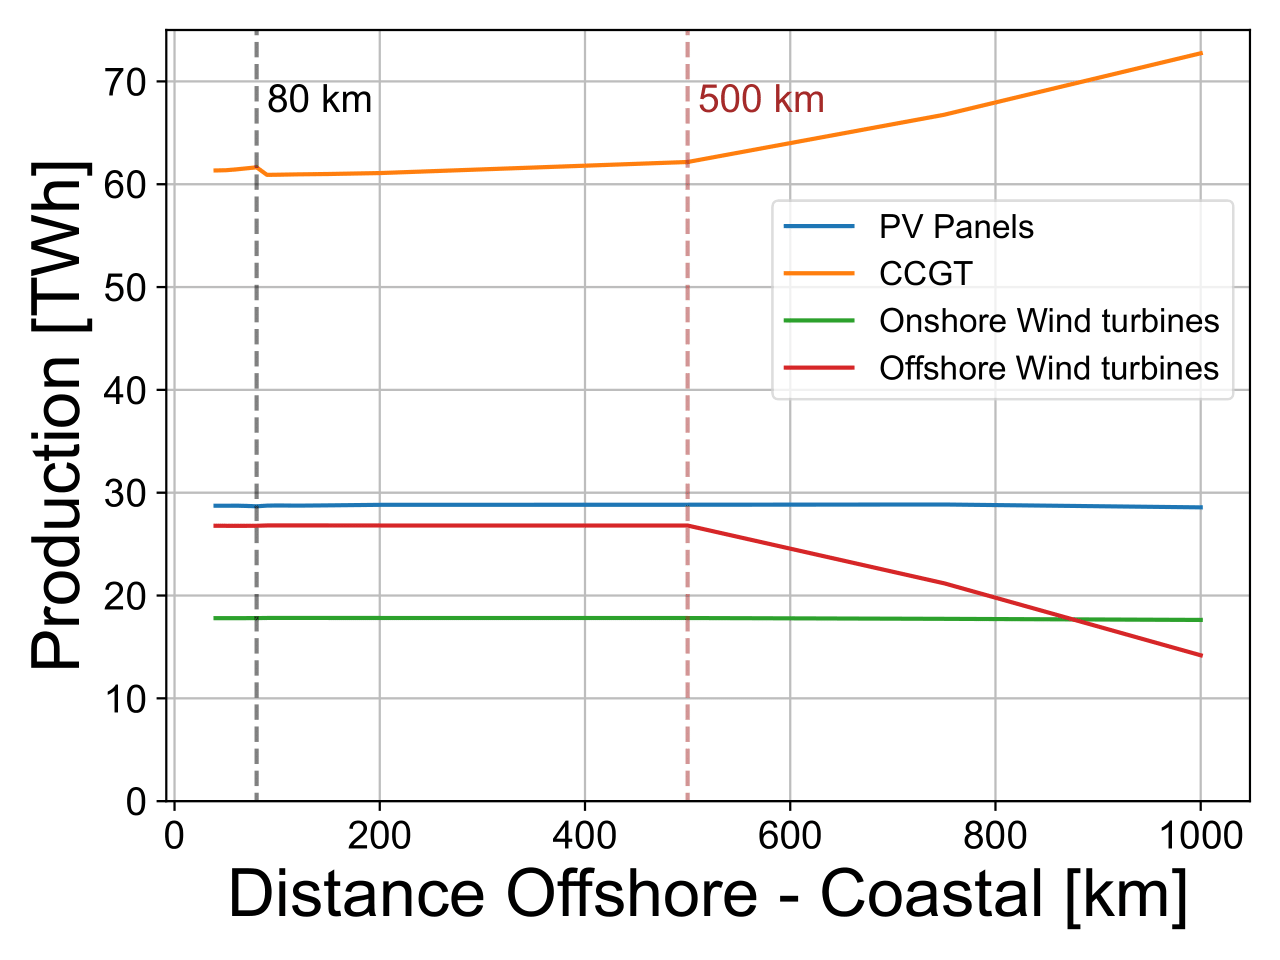 Production [TWh]
70
60
50
40
30
20
10
0
80 km
500 km
PV Panels
CCGT
Onshore Wind turbines
Offshore Wind turbines
0 200 400 600 800 1000
Distance Offshore - Coastal [km]